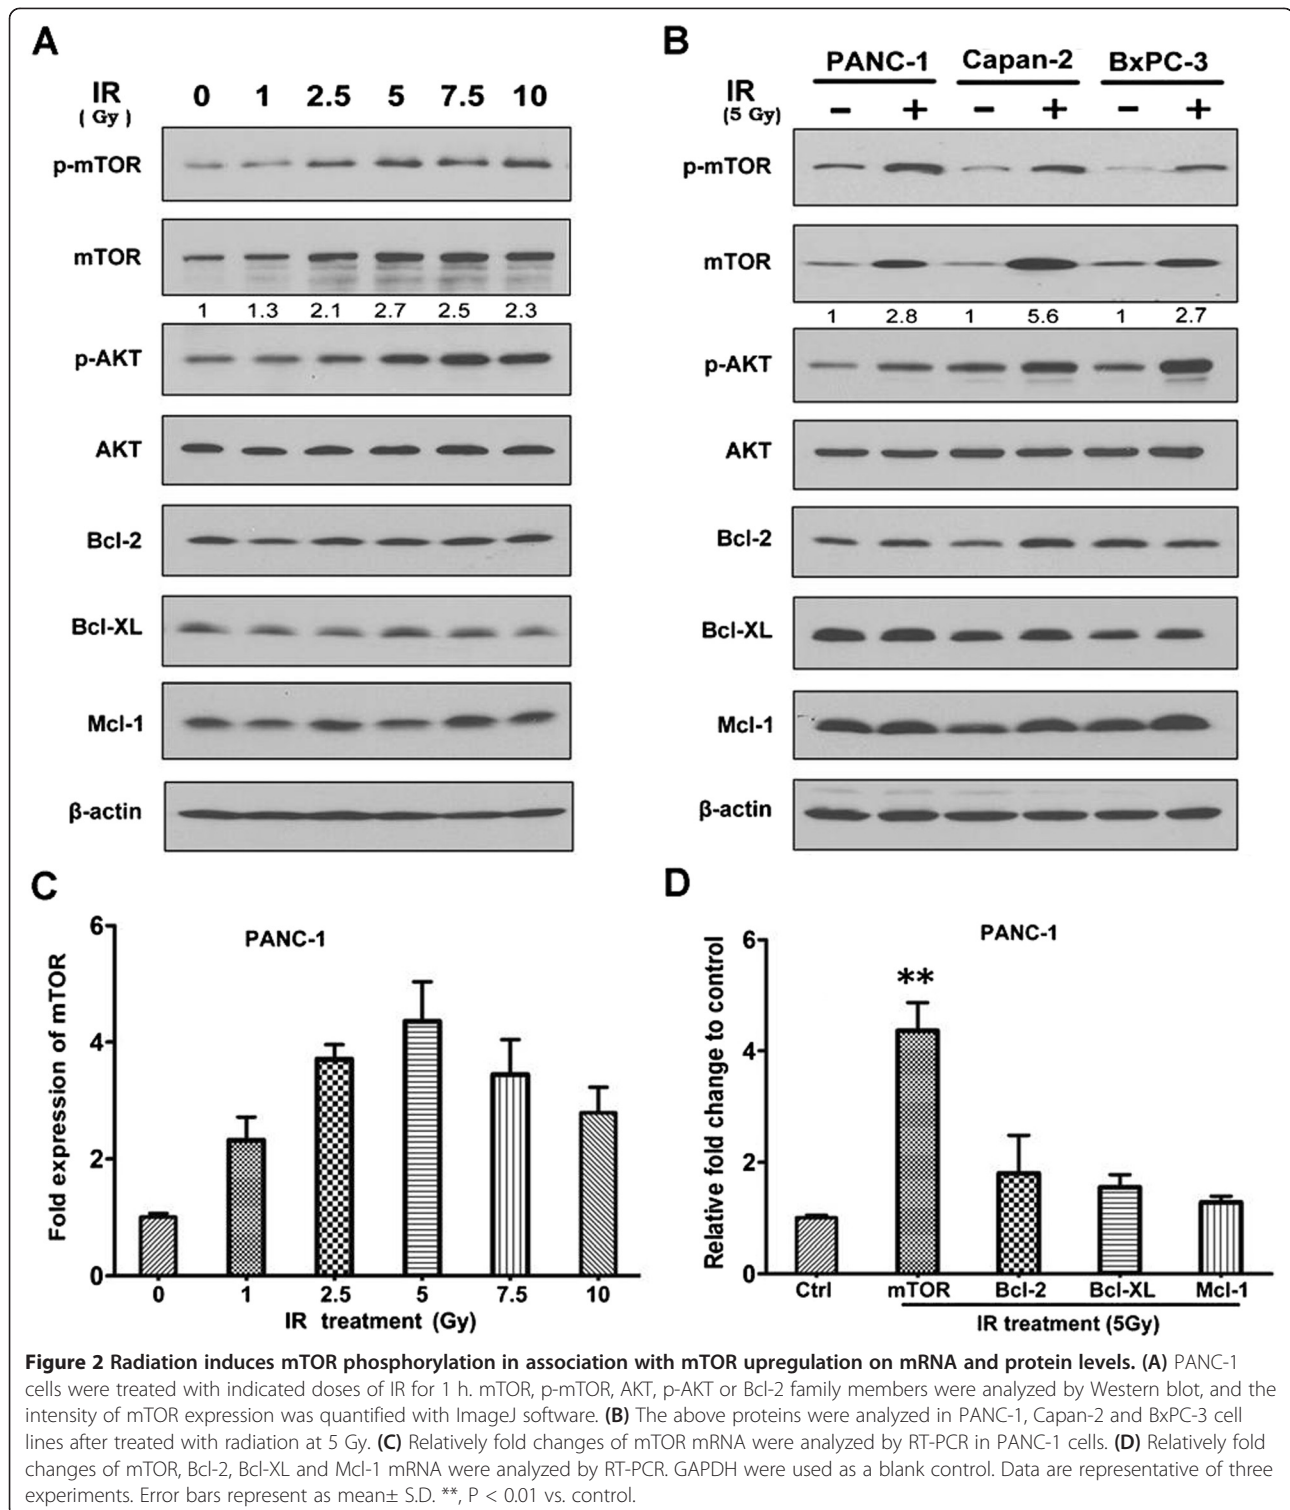 A
IR 0 1 2.5 5 7.5 10
( Gy )
p-mTOR
mTOR
1 1.3 2.1 2.7 2.5 2.3
p-AKT
AKT
Bcl-2
Bcl-XL
Mcl-1
β-actin
B
PANC-1 Capan-2 BxPC-3
IR - + - + - +
(5 Gy)
p-mTOR
mTOR
1 2.8 1 5.6 1 2.7
p-AKT
AKT
Bcl-2
Bcl-XL
Mcl-1
β-actin
C
PANC-1
Fold expression of mTOR
6
4
2
0
0 1 2.5 5 7.5 10
IR treatment (Gy)
D
PANC-1
Relative fold change to control
6
4
2
0
**
Ctrl mTOR Bcl-2 Bcl-XL Mcl-1
IR treatment (5Gy)
Figure 2 Radiation induces mTOR phosphorylation in association with mTOR upregulation on mRNA and protein levels. (A) PANC-1
cells were treated with indicated doses of IR for 1 h. mTOR, p-mTOR, AKT, p-AKT or Bcl-2 family members were analyzed by Western blot, and the
intensity of mTOR expression was quantified with ImageJ software. (B) The above proteins were analyzed in PANC-1, Capan-2 and BxPC-3 cell
lines after treated with radiation at 5 Gy. (C) Relatively fold changes of mTOR mRNA were analyzed by RT-PCR in PANC-1 cells. (D) Relatively fold
changes of mTOR, Bcl-2, Bcl-XL and Mcl-1 mRNA were analyzed by RT-PCR. GAPDH were used as a blank control. Data are representative of three
experiments. Error bars represent as mean± S.D. **, P < 0.01 vs. control.